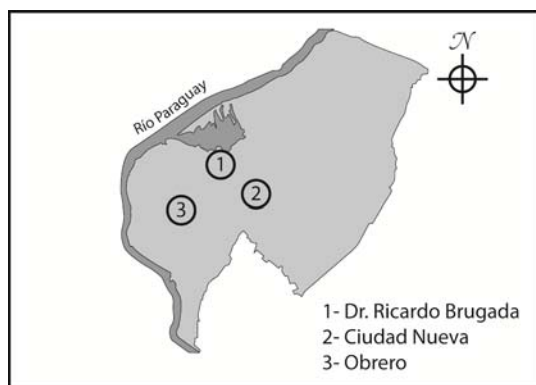 N
Río Paraguay
1
2
3
1- Dr. Ricardo Brugada
2- Ciudad Nueva
3- Obrero